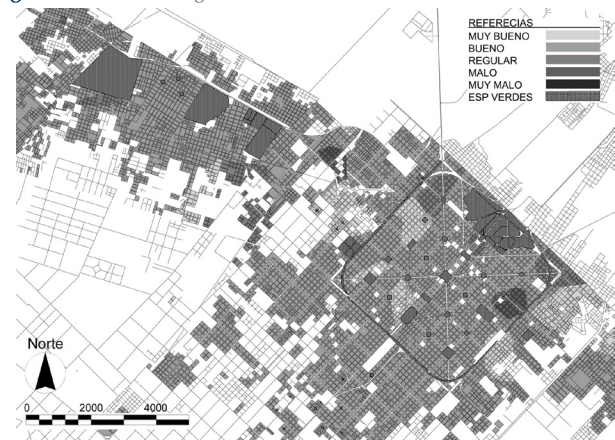 REFERECIAS
MUY BUENO
BUENO
REGULAR
MALO
MUY MALO
ESP VERDES
Norte
0 2000 4000